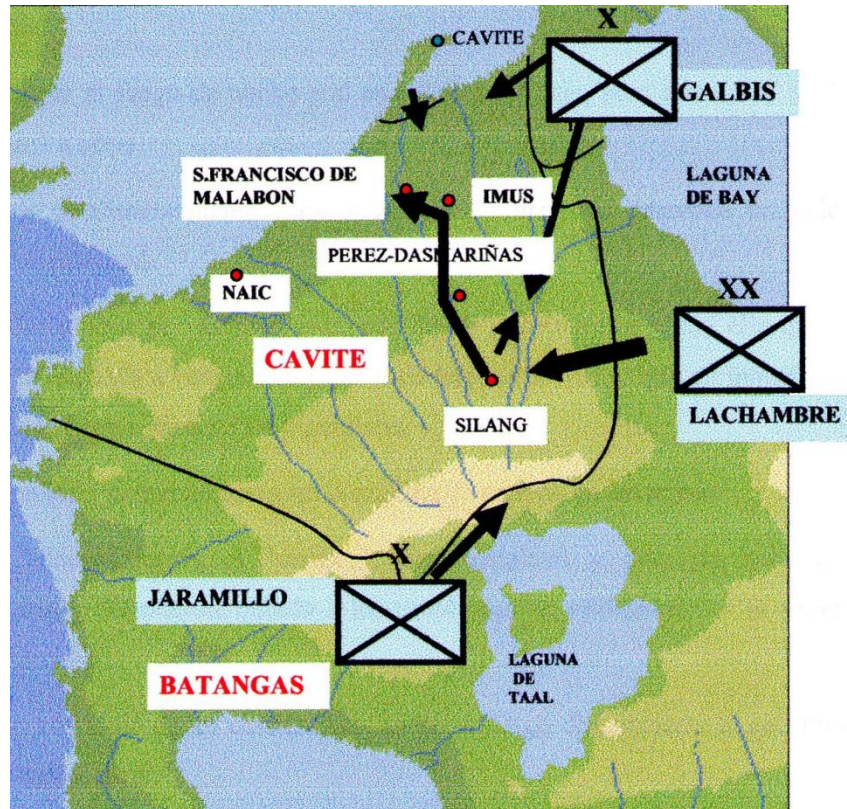 X
CAVITE
GALBIS
S.FRANCISCO DE
MALABON
IMUS
LAGUNA
DE BAY
PEREZ-DASMARIÑAS
NAIC
XX
CAVITE
LACHAMBRE
SILANG
X
JARAMILLO
BATANGAS
LAGUNA
DE
TAAL